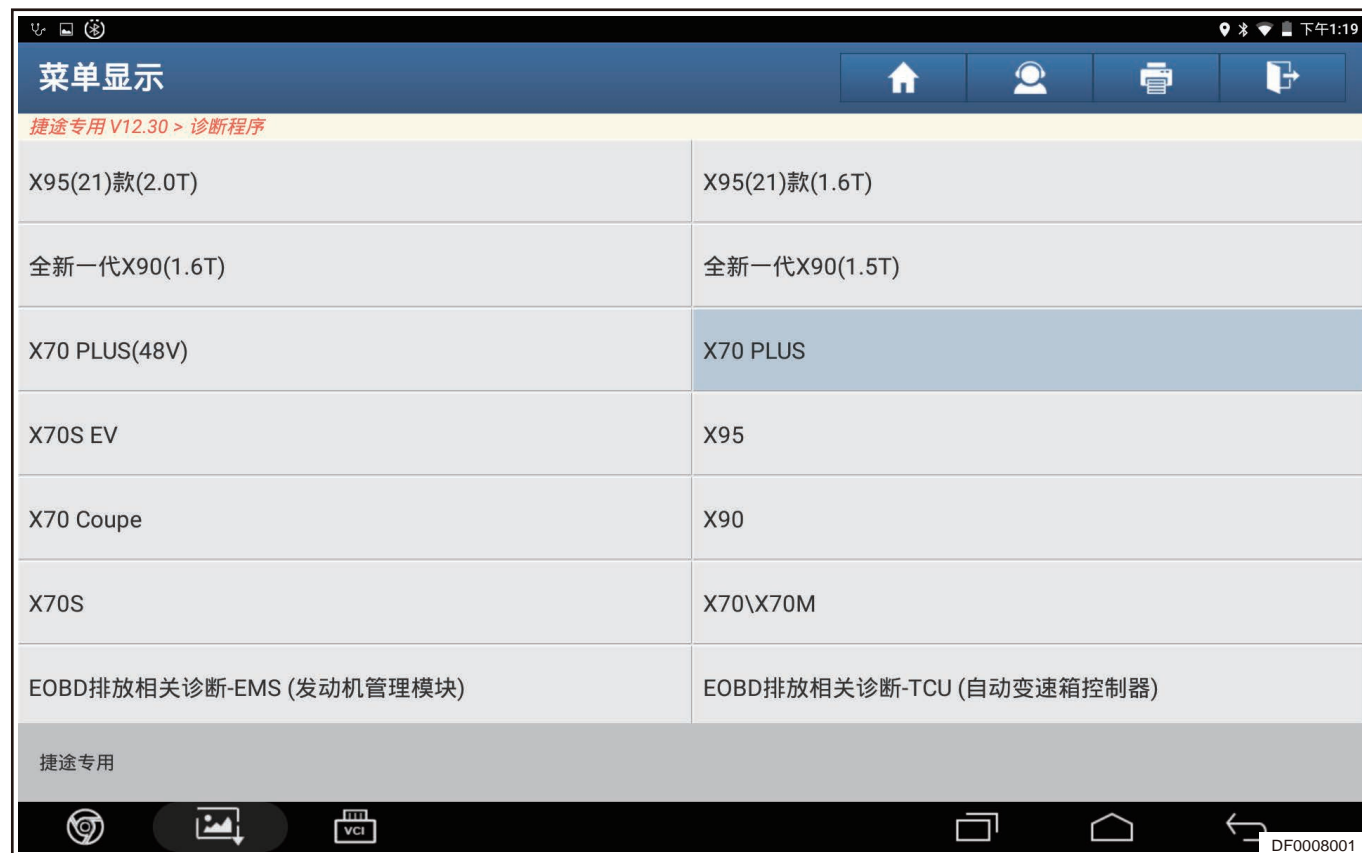 下午1:19
菜单显示
捷途专用 V12.30 > 诊断程序
X95(21)款(2.0T)
X95(21)款(1.6T)
全新一代X90(1.6T)
全新一代X90(1.5T)
X70 PLUS(48V)
X70 PLUS
X70S EV
X95
X70 Coupe
X90
X70S
X70\X70M
EOBD排放相关诊断-EMS (发动机管理模块)
EOBD排放相关诊断-TCU (自动变速箱控制器)
捷途专用
VCI
DF0008001